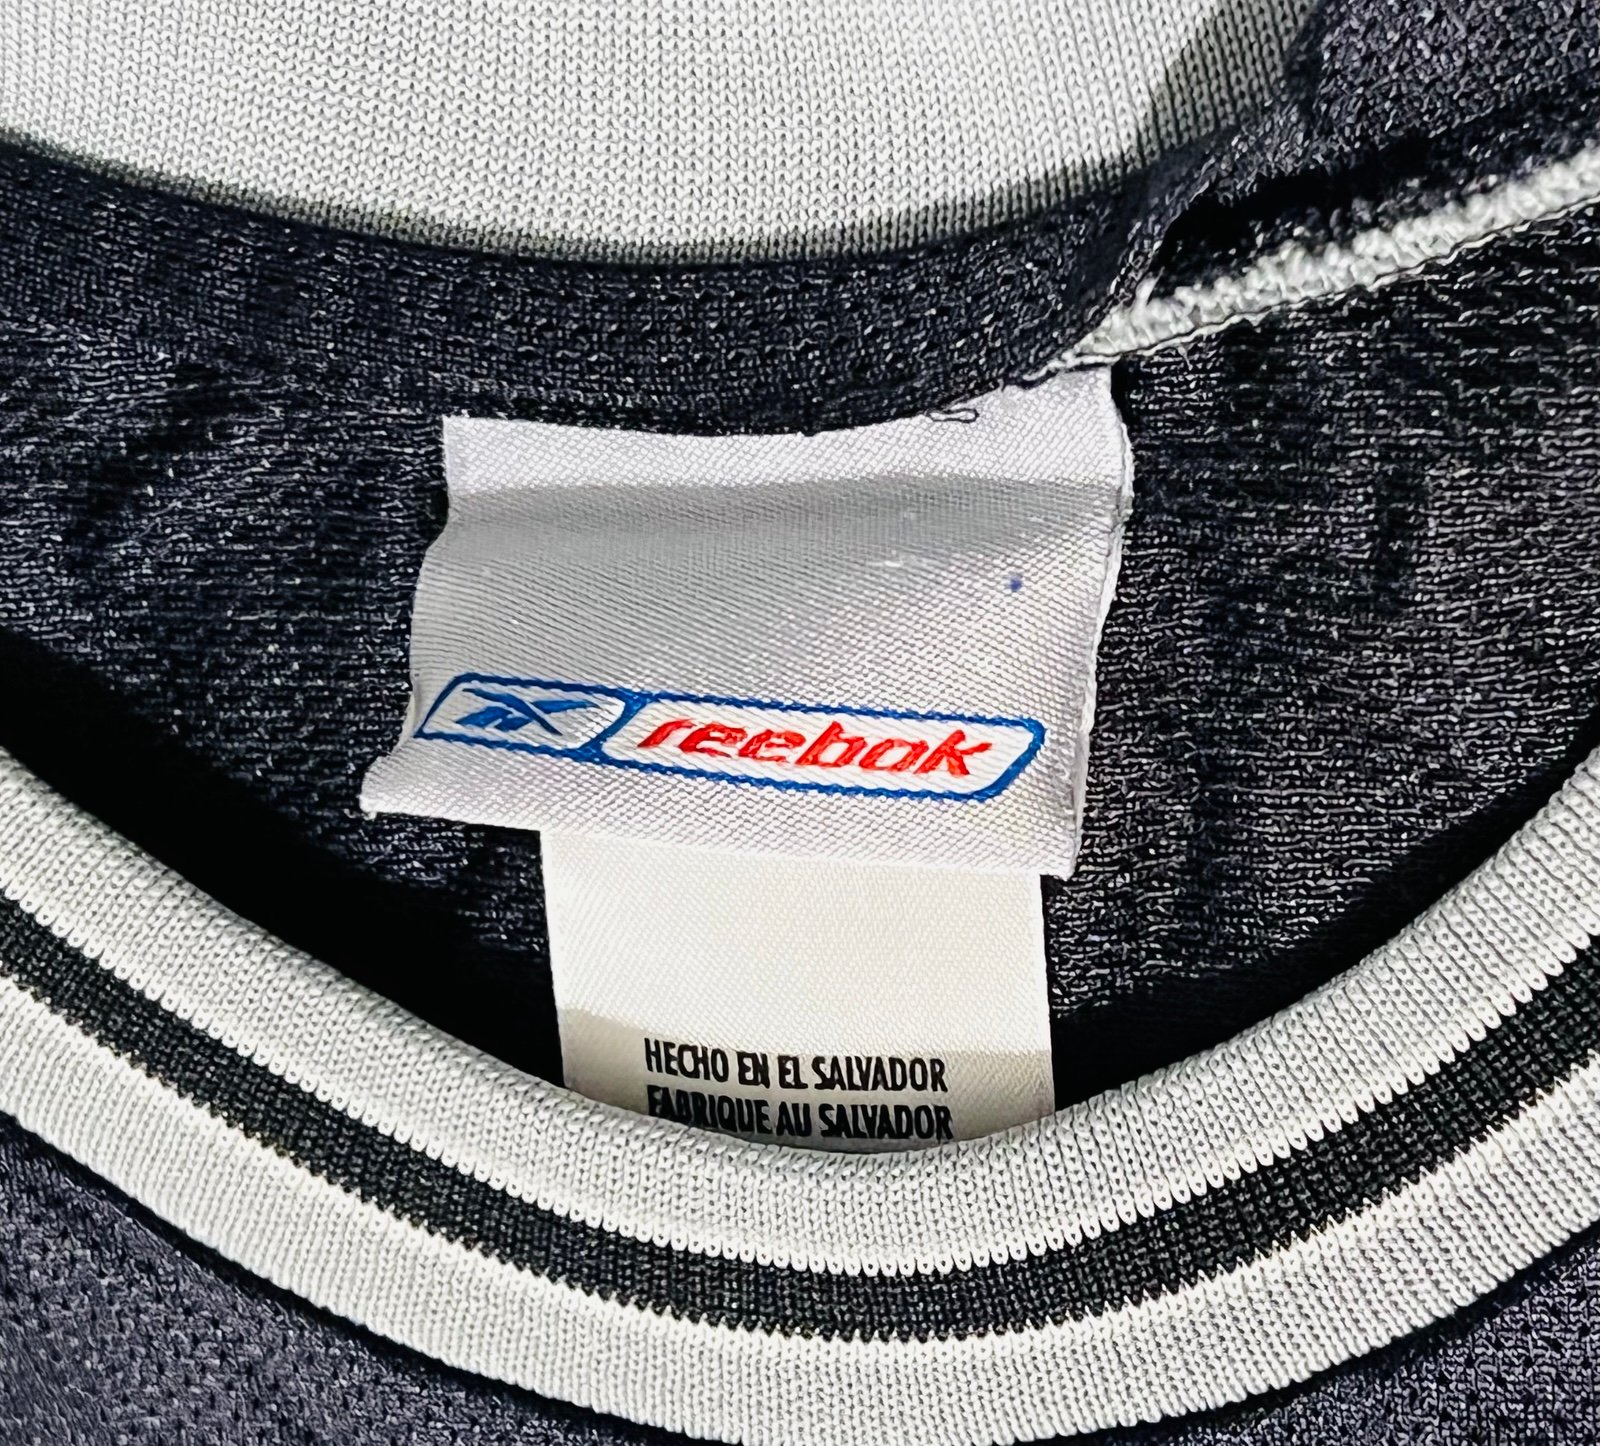 reebok
HECHO EN EL SALVADOR
FABRIQUE AU SALVADOR